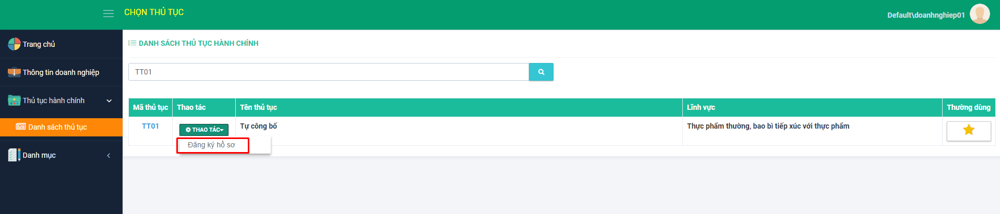 CHỌN THỦ TỤC
Default\doanhnghiep01
Trang chủ
Thông tin doanh nghiệp
Thủ tục hành chính
Danh sách thủ tục
Danh mục
DANH SÁCH THỦ TỤC HÀNH CHÍNH
TT01
Mã thủ tục Thao tác Tên thủ tục Lĩnh vực Thường dùng
TT01 THAO TÁC Tự công bố Thực phẩm thường, bao bì tiếp xúc với thực phẩm
Đăng ký hồ sơ